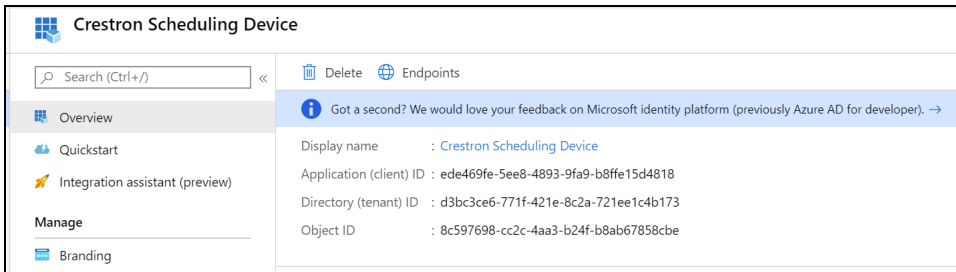 Crestron Scheduling Device
Search (Ctrl+/)
«
Overview
Quickstart
Integration assistant (preview)
Manage
Branding
Delete
Endpoints
Got a second? We would love your feedback on Microsoft identity platform (previously Azure AD for developer). →
Display name : Crestron Scheduling Device
Application (client) ID : ede469fe-5ee8-4893-9fa9-b8ffe15d4818
Directory (tenant) ID : d3bc3ce6-771f-421e-8c2a-721ee1c4b173
Object ID : 8c597698-cc2c-4aa3-b24f-b8ab67858cbe